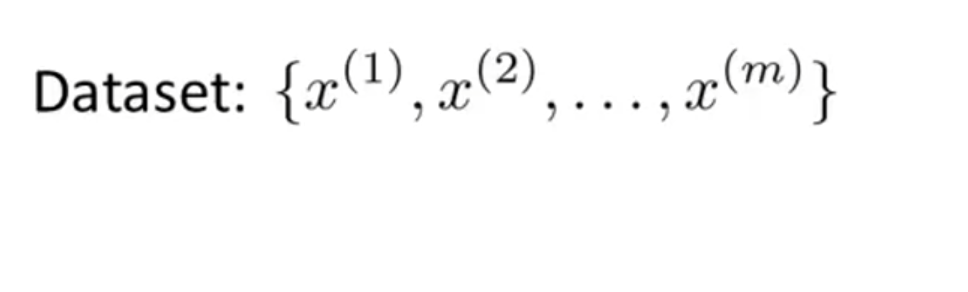 Dataset: {x^(1), x^(2), ..., x^(m)}